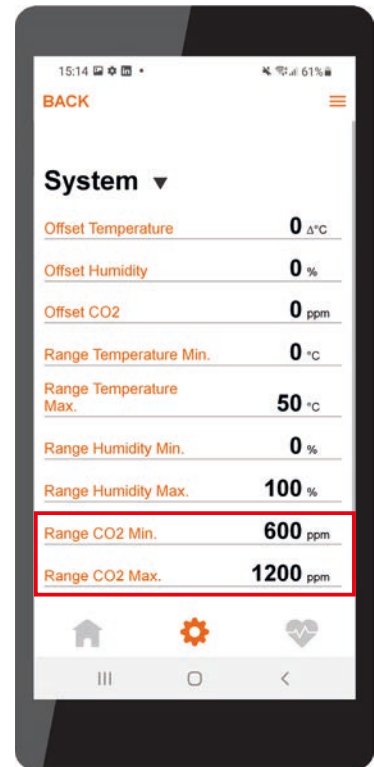 15:14 61%
BACK
System ▼
Offset Temperature 0 Δ°C
Offset Humidity 0 %
Offset CO2 0 ppm
Range Temperature Min. 0 °C
Range Temperature
Max. 50 °C
Range Humidity Min. 0 %
Range Humidity Max. 100 %
Range CO2 Min. 600 ppm
Range CO2 Max. 1200 ppm